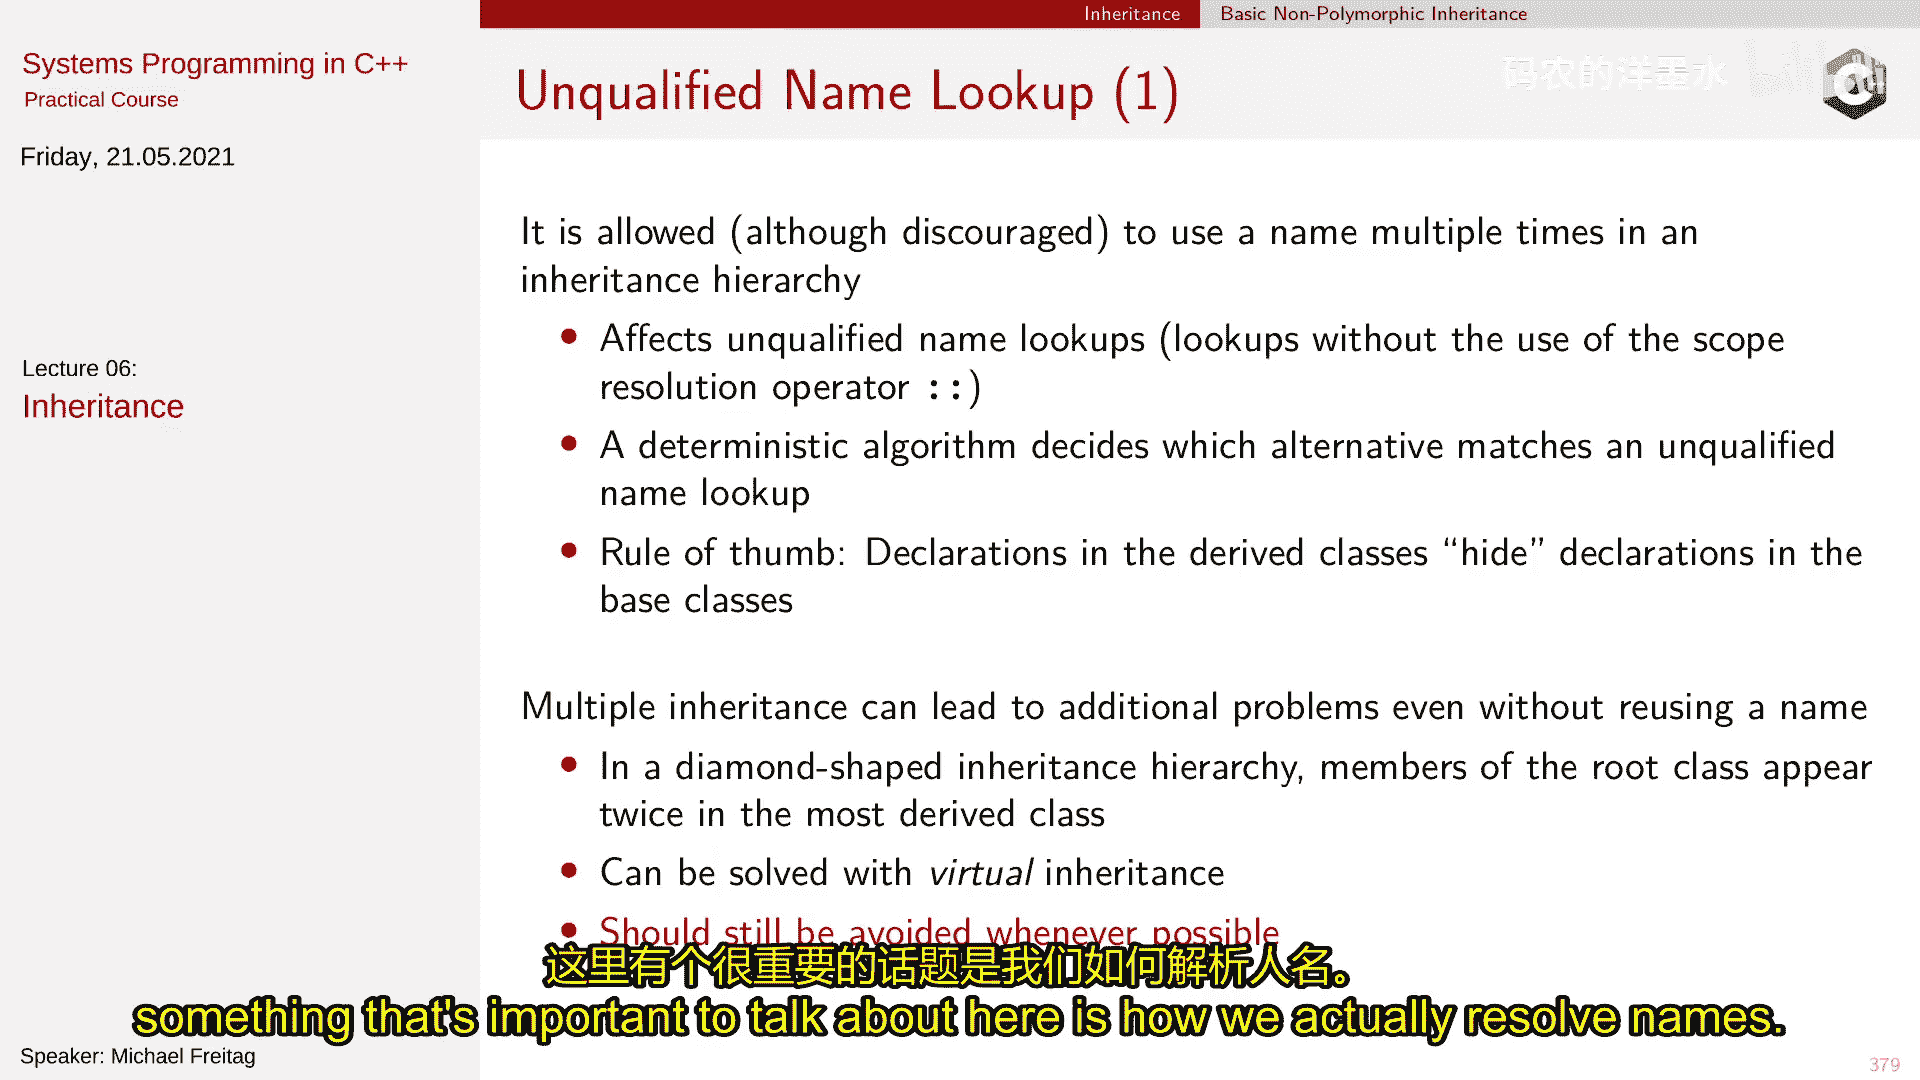 Inheritance Basic Non-Polymorphic Inheritance
Systems Programming in C++
Practical Course
Friday, 21.05.2021
Lecture 06:
Inheritance
Unqualified Name Lookup (1)
码农的洋墨水
It is allowed (although discouraged) to use a name multiple times in an
inheritance hierarchy
• Affects unqualified name lookups (lookups without the use of the scope
resolution operator ::)
• A deterministic algorithm decides which alternative matches an unqualified
name lookup
• Rule of thumb: Declarations in the derived classes “hide” declarations in the
base classes
Multiple inheritance can lead to additional problems even without reusing a name
• In a diamond-shaped inheritance hierarchy, members of the root class appear
twice in the most derived class
• Can be solved with virtual inheritance
• Should still be avoided whenever possible
这里有个很重要的话题是我们如何解析人名。
something that's important to talk about here is how we actually resolve names.
Speaker: Michael Freitag
379